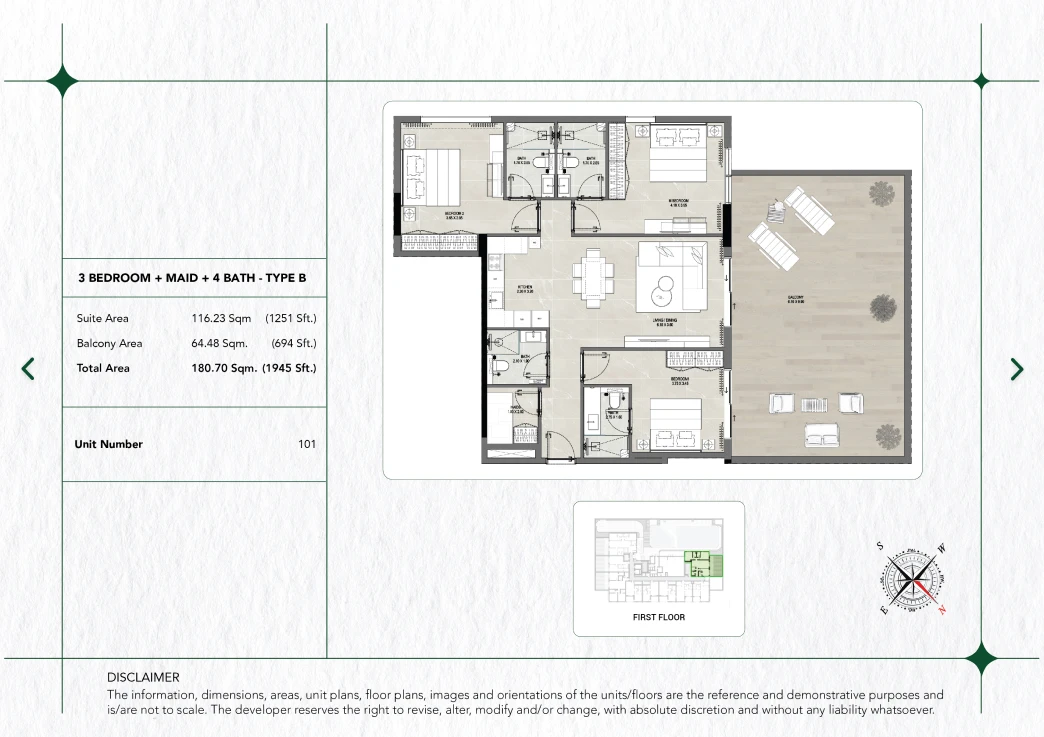 BATH
BATH
BEDROOM 2
BALCONY
KITCHEN
LIVING / DINING
BATH
BEDROOM
MAIDS
3 BEDROOM + MAID + 4 BATH - TYPE B
Suite Area 116.23 Sqm (1251 Sft.)
Balcony Area 64.48 Sqm. (694 Sft.)
Total Area 180.70 Sqm. (1945 Sft.)
Unit Number 101
FIRST FLOOR
S W
E N
DISCLAIMER
The information, dimensions, areas, unit plans, floor plans, images and orientations of the units/floors are the reference and demonstrative purposes and
is/are not to scale. The developer reserves the right to revise, alter, modify and/or change, with absolute discretion and without any liability whatsoever.